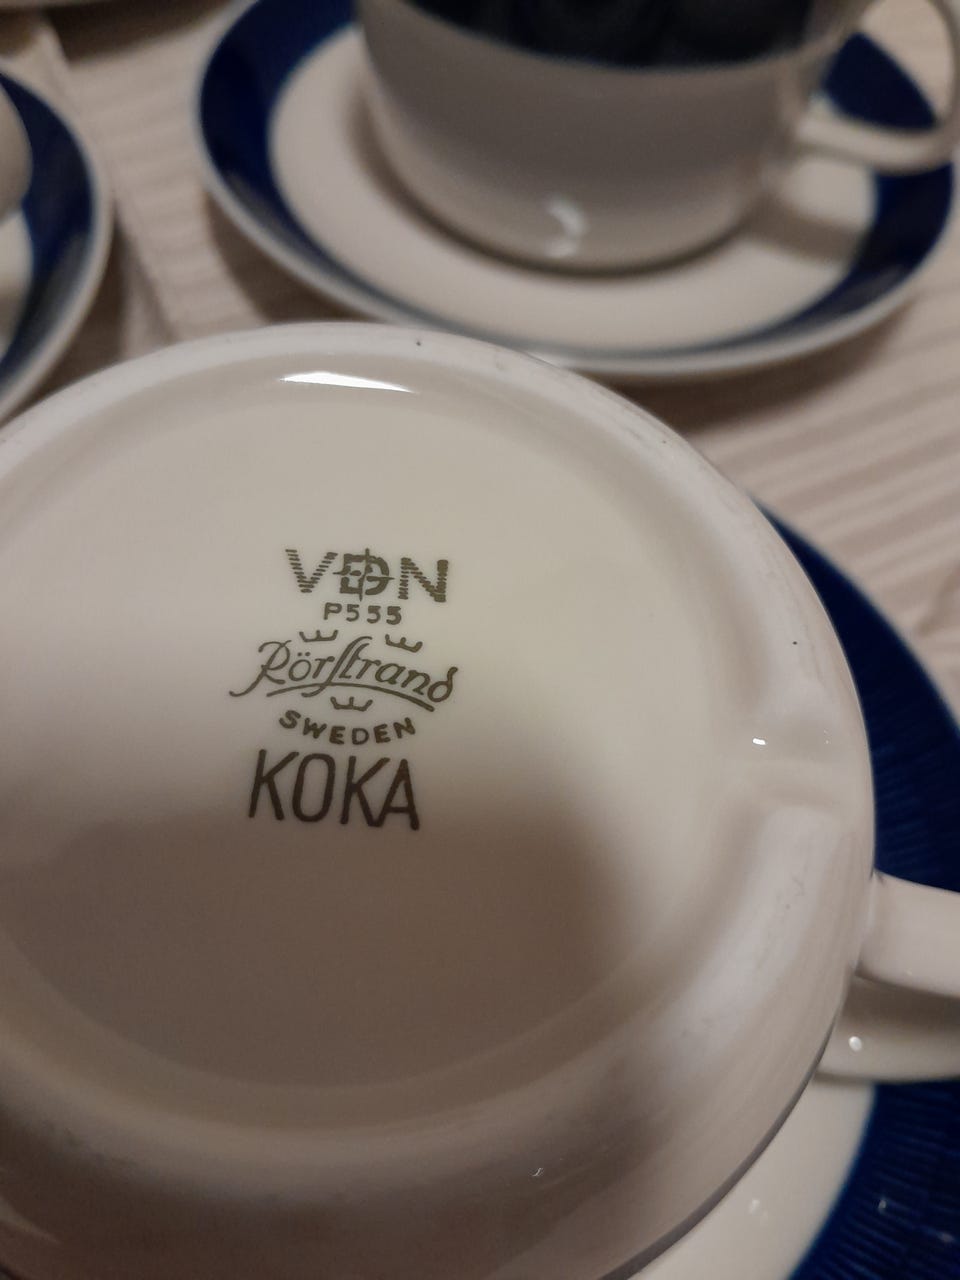 VDN
P555
Rörstrand
SWEDEN
KOKA